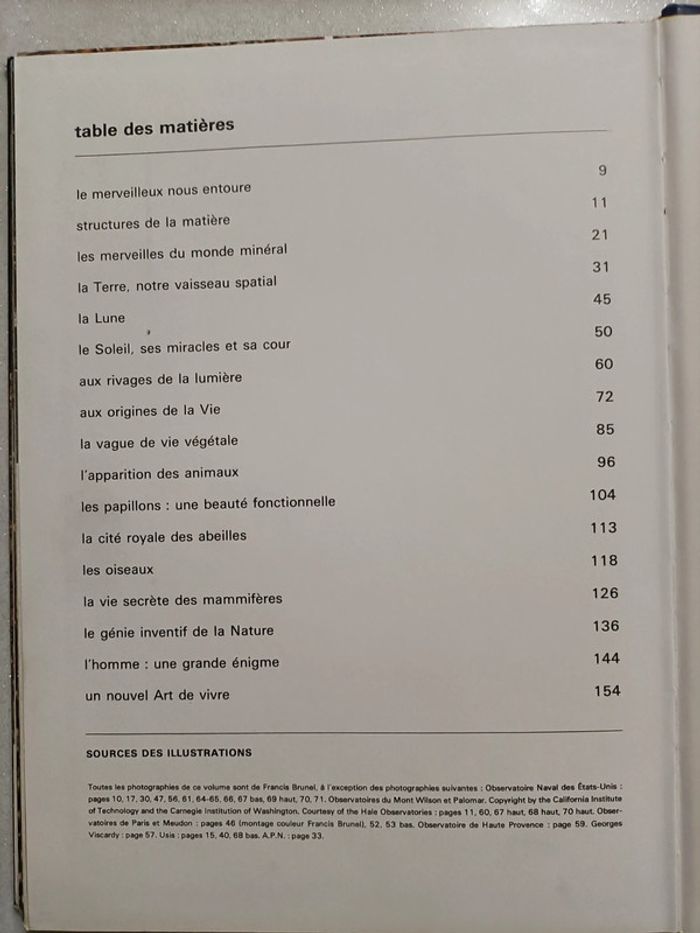 table des matières
le merveilleux nous entoure 9
structures de la matière 11
les merveilles du monde minéral 21
la Terre, notre vaisseau spatial 31
la Lune 45
le Soleil, ses miracles et sa cour 50
aux rivages de la lumière 60
aux origines de la Vie 72
la vague de vie végétale 85
l'apparition des animaux 96
les papillons : une beauté fonctionnelle 104
la cité royale des abeilles 113
les oiseaux 118
la vie secrète des mammifères 126
le génie inventif de la Nature 136
l'homme : une grande énigme 144
un nouvel Art de vivre 154
SOURCES DES ILLUSTRATIONS
Toutes les photographies de ce volume sont de Francis Brunel, à l'exception des photographies suivantes : Observatoire Naval des États-Unis :
pages 10, 17, 30, 47, 56, 61, 64-65, 66, 67 bas, 69 haut, 70, 71. Observatoires du Mont Wilson et Palomar. Copyright by the California Institute
of Technology and the Carnegie Institution of Washington. Courtesy of the Hale Observatories : pages 11, 60, 67 haut, 68 haut, 70 haut. Obser-
vatoires de Paris et Meudon : pages 46 (montage couleur Francis Brunel), 52, 53 bas. Observatoire de Haute Provence : page 59. Georges
Viscardy : page 57. Usis : pages 15, 40, 68 bas. A.P.N. : page 33.